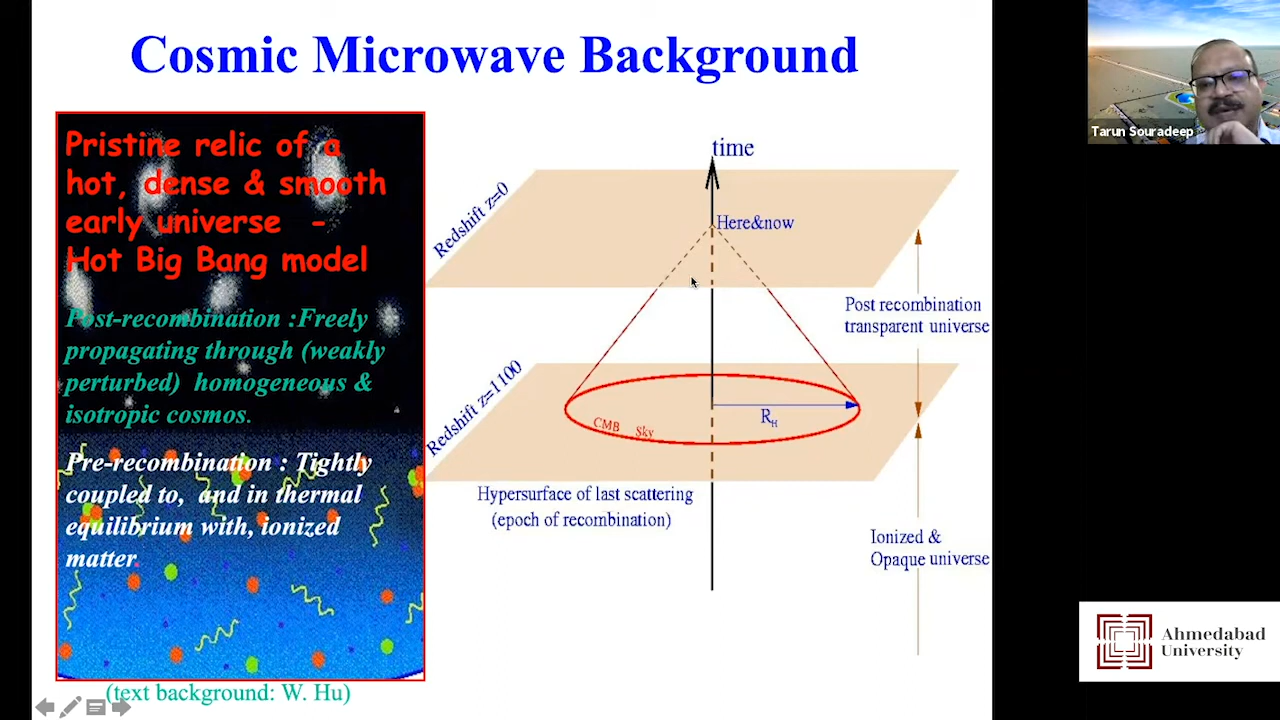 Cosmic Microwave Background
Pristine relic of a
hot, dense & smooth
early universe -
Hot Big Bang model
Post-recombination :Freely
propagating through (weakly
perturbed) homogeneous &
isotropic cosmos.
Pre-recombination : Tightly
coupled to, and in thermal
equilibrium with, ionized
matter.
(text background: W. Hu)
time
Redshift z=0
Here&now
Post recombination
transparent universe
Redshift z=1100
CMB Sky
R_H
Hypersurface of last scattering
(epoch of recombination)
Ionized &
Opaque universe
Tarun Souradeep
Ahmedabad
University